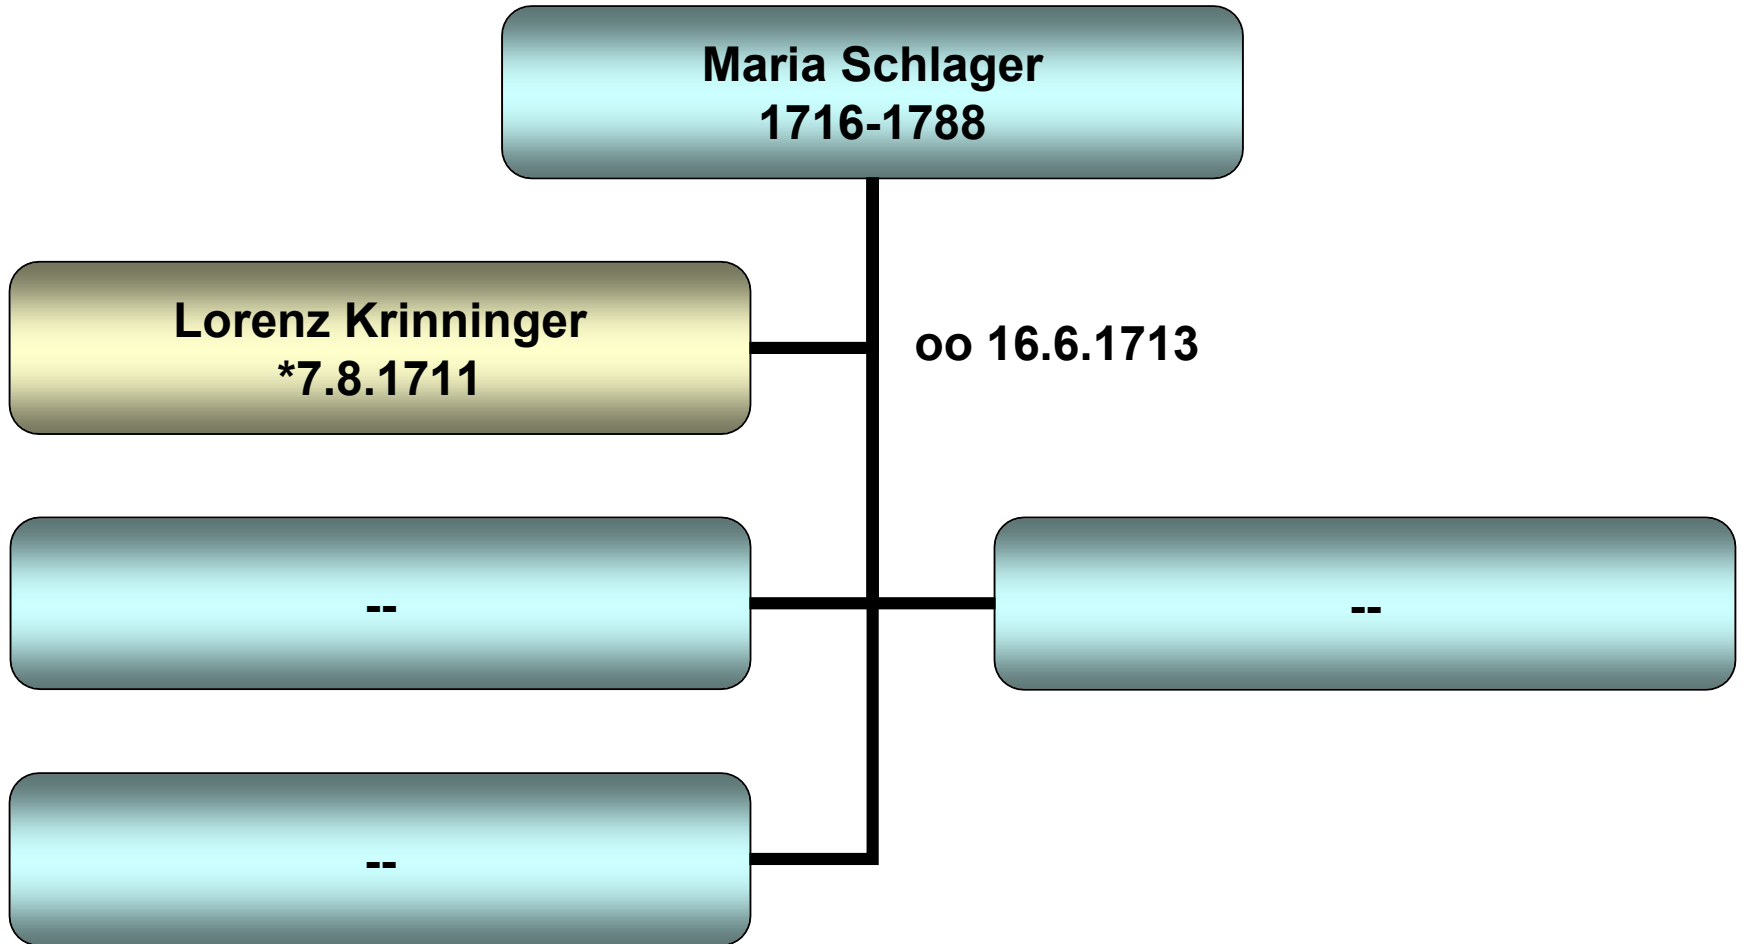 Maria Schlager
1716-1788
Lorenz Krinninger
*7.8.1711
oo 16.6.1713
--
--
--